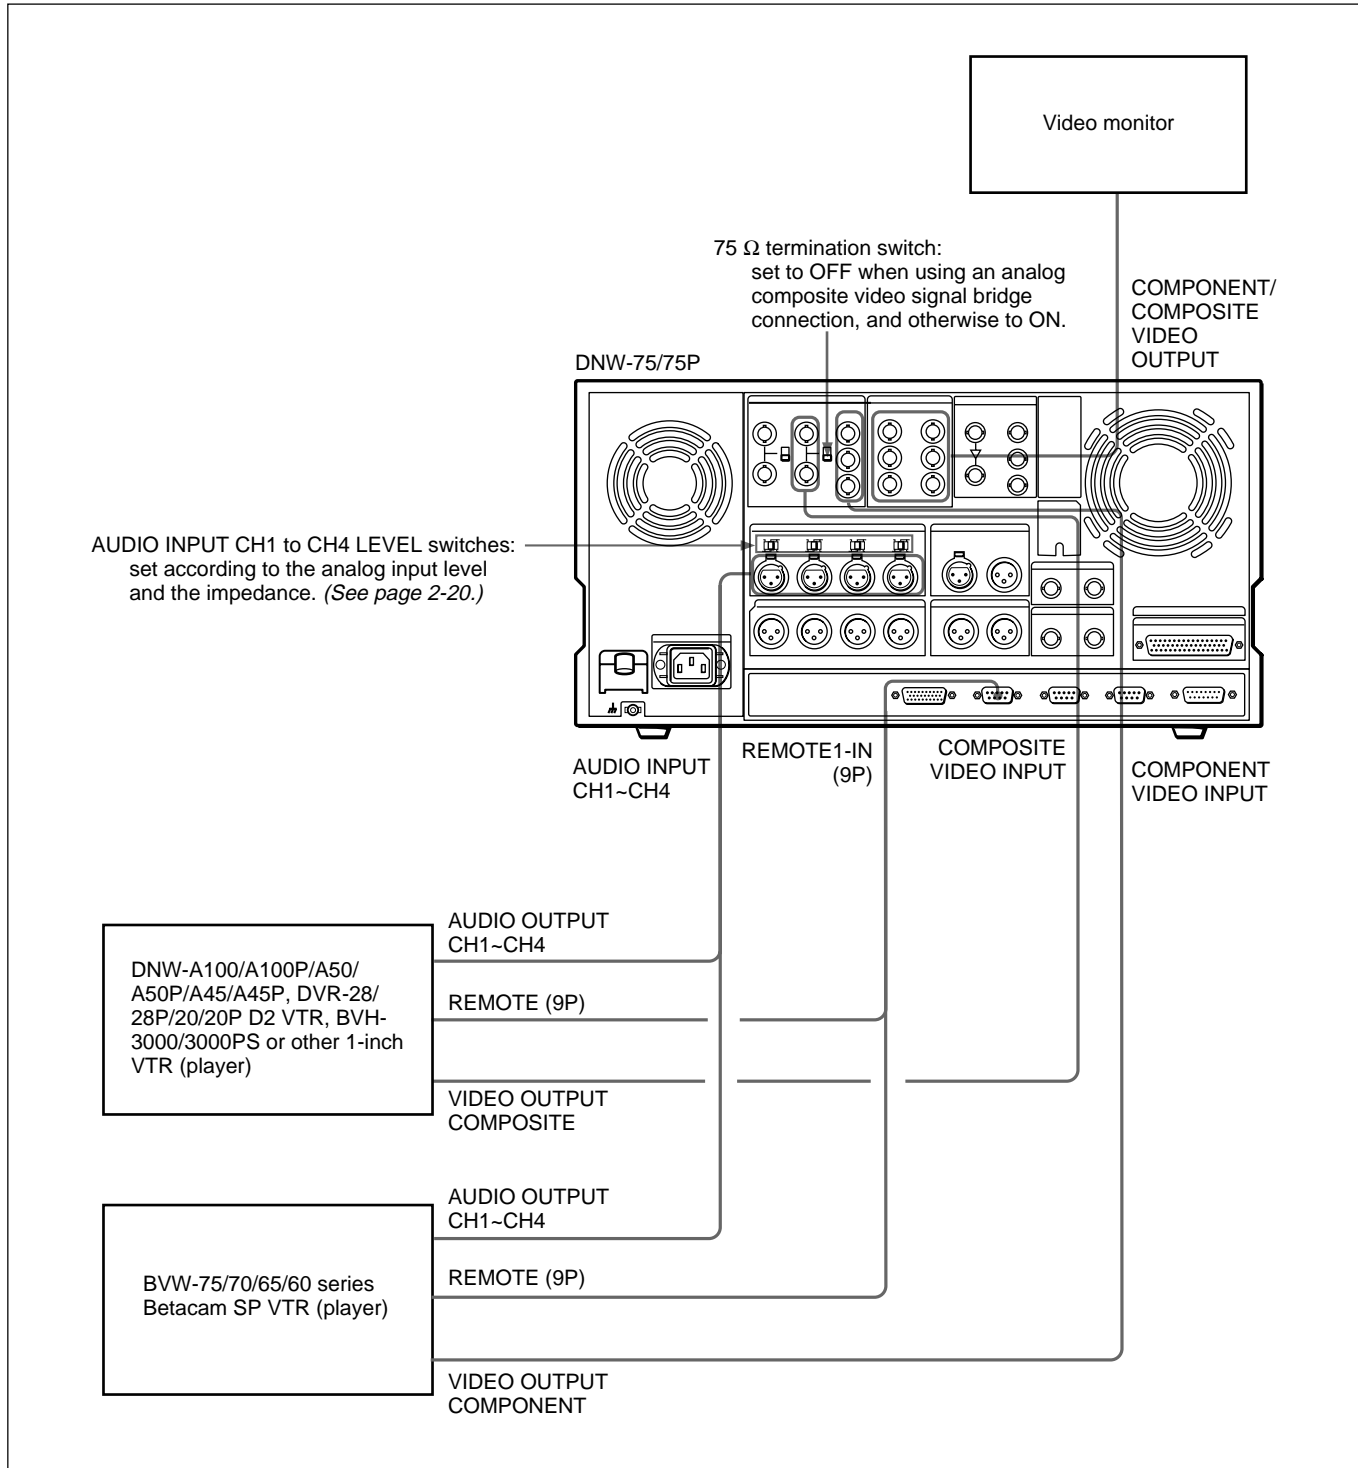 Video monitor
75 Ω termination switch:
set to OFF when using an analog
composite video signal bridge
connection, and otherwise to ON.
COMPONENT/
COMPOSITE
VIDEO
OUTPUT
DNW-75/75P
AUDIO INPUT CH1 to CH4 LEVEL switches:
set according to the analog input level
and the impedance. (See page 2-20.)
AUDIO INPUT
CH1~CH4
REMOTE1-IN
(9P)
COMPOSITE
VIDEO INPUT
COMPONENT
VIDEO INPUT
DNW-A100/A100P/A50/
A50P/A45/A45P, DVR-28/
28P/20/20P D2 VTR, BVH-
3000/3000PS or other 1-inch
VTR (player)
AUDIO OUTPUT
CH1~CH4
REMOTE (9P)
VIDEO OUTPUT
COMPOSITE
BVW-75/70/65/60 series
Betacam SP VTR (player)
AUDIO OUTPUT
CH1~CH4
REMOTE (9P)
VIDEO OUTPUT
COMPONENT